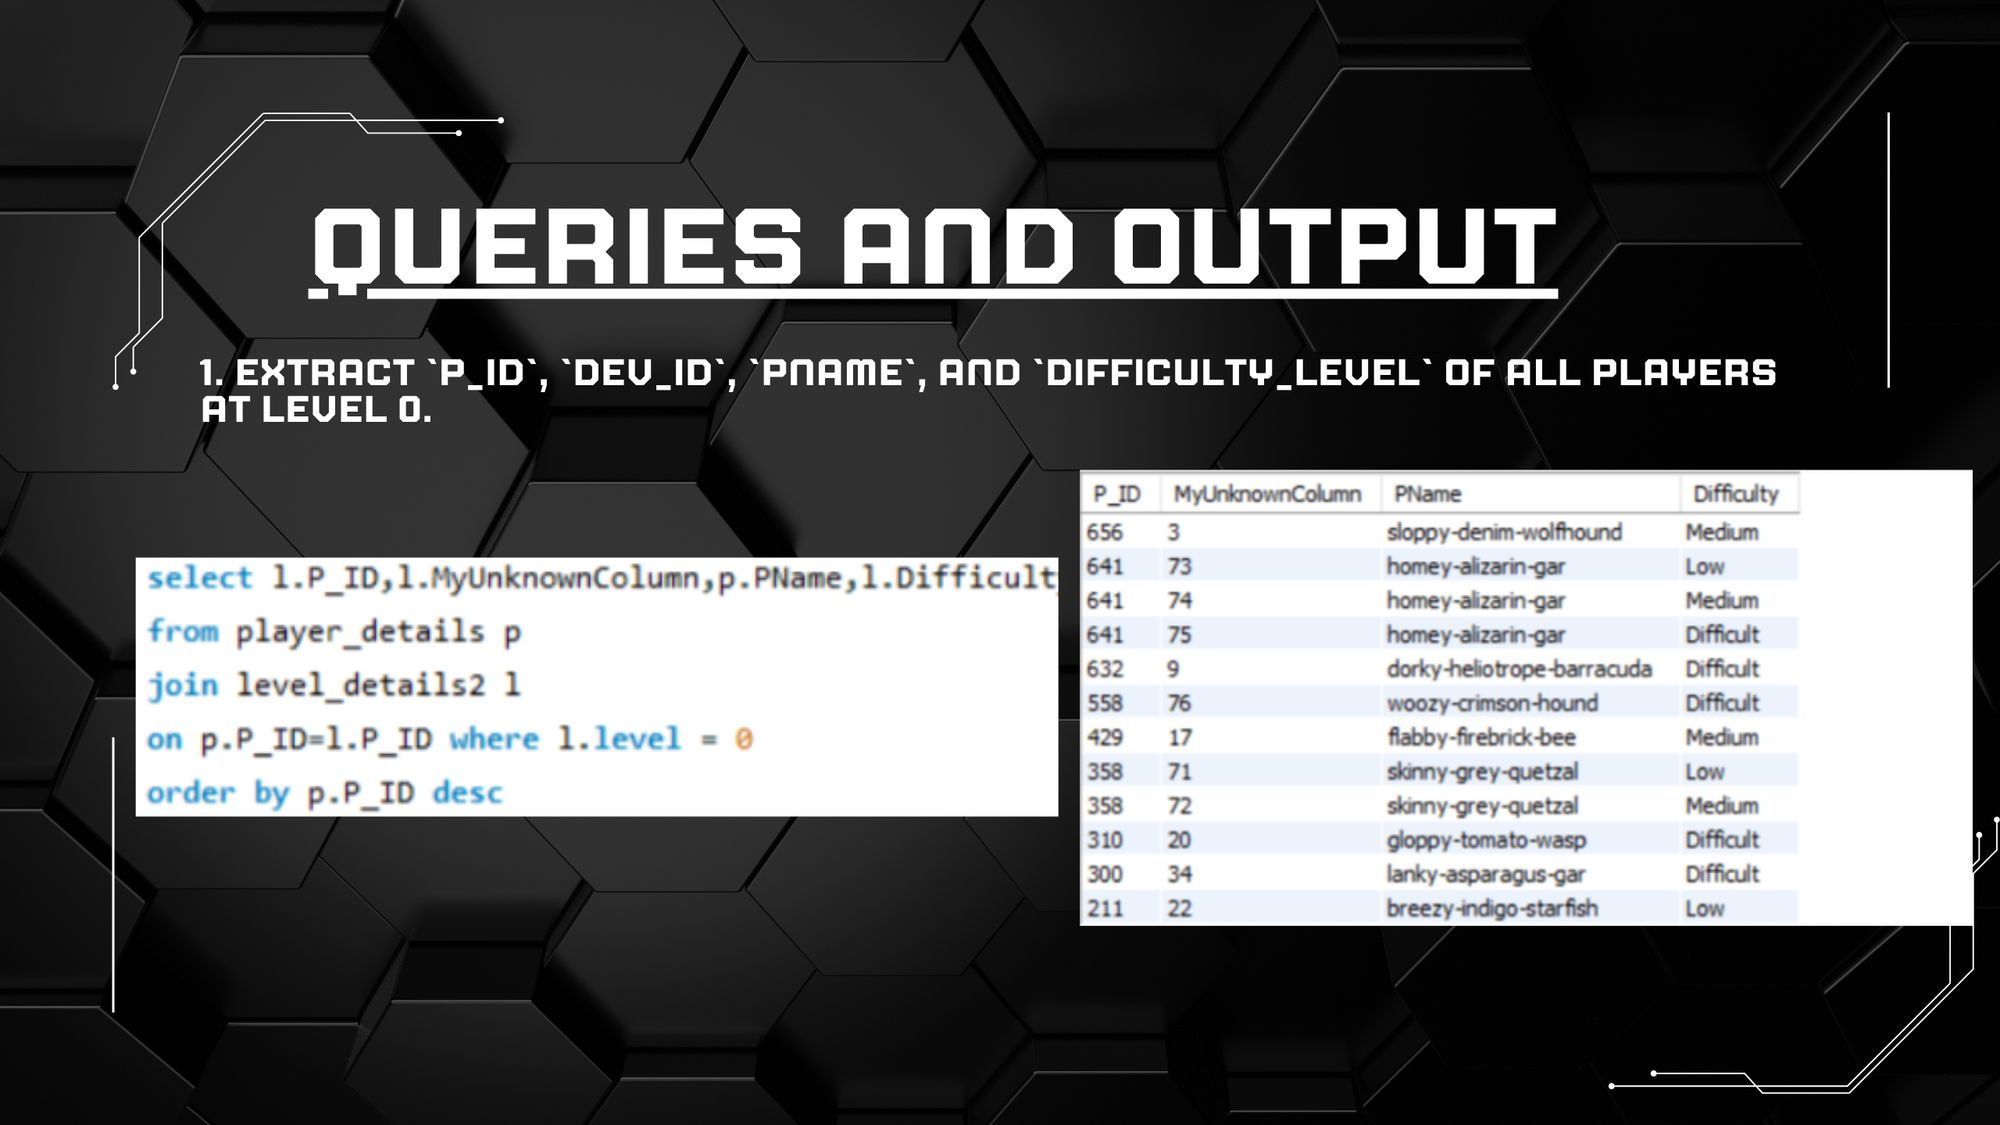 QUERIES AND OUTPUT
1. EXTRACT `P_ID`, `DEV_ID`, `PNAME`, AND `DIFFICULTY_LEVEL` OF ALL PLAYERS
AT LEVEL 0.
select l.P_ID,l.MyUnknownColumn,p.PName,l.Difficult
from player_details p
join level_details2 l
on p.P_ID=l.P_ID where l.level = 0
order by p.P_ID desc
P_ID MyUnknownColumn PName Difficulty
656 3 sloppy-denim-wolfhound Medium
641 73 homey-alizarin-gar Low
641 74 homey-alizarin-gar Medium
641 75 homey-alizarin-gar Difficult
632 9 dorky-heliotrope-barracuda Difficult
558 76 woozy-crimson-hound Difficult
429 17 flabby-firebrick-bee Medium
358 71 skinny-grey-quetzal Low
358 72 skinny-grey-quetzal Medium
310 20 gloppy-tomato-wasp Difficult
300 34 lanky-asparagus-gar Difficult
211 22 breezy-indigo-starfish Low